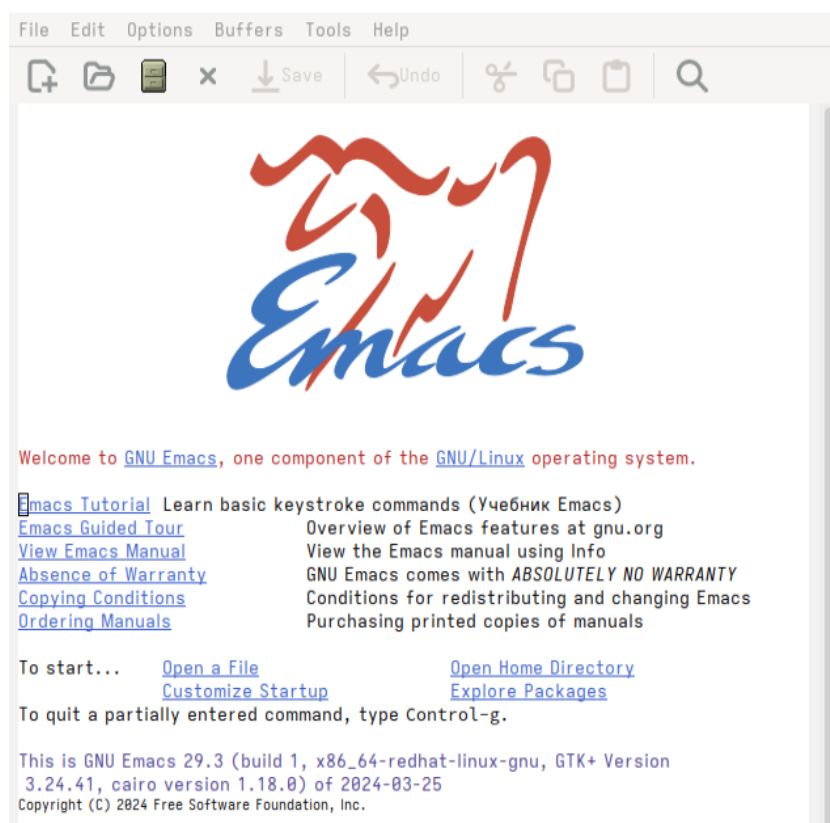 File Edit Options Buffers Tools Help
Save Undo
Emacs
Welcome to GNU Emacs, one component of the GNU/Linux operating system.
Emacs Tutorial Learn basic keystroke commands (Учебник Emacs)
Emacs Guided Tour Overview of Emacs features at gnu.org
View Emacs Manual View the Emacs manual using Info
Absence of Warranty GNU Emacs comes with ABSOLUTELY NO WARRANTY
Copying Conditions Conditions for redistributing and changing Emacs
Ordering Manuals Purchasing printed copies of manuals
To start... Open a File Open Home Directory
Customize Startup Explore Packages
To quit a partially entered command, type Control-g.
This is GNU Emacs 29.3 (build 1, x86_64-redhat-linux-gnu, GTK+ Version
3.24.41, cairo version 1.18.0) of 2024-03-25
Copyright (C) 2024 Free Software Foundation, Inc.